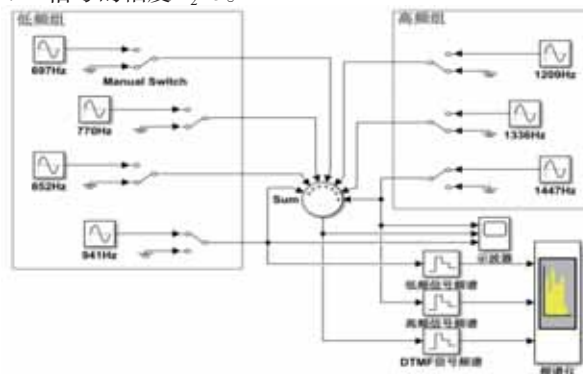 低频组
高频组
697Hz
Manual Switch
1209Hz
770Hz
1336Hz
852Hz
1447Hz
Sum
941Hz
示波器
低频信号频谱
高频信号频谱
DTMF信号频谱
频谱仪